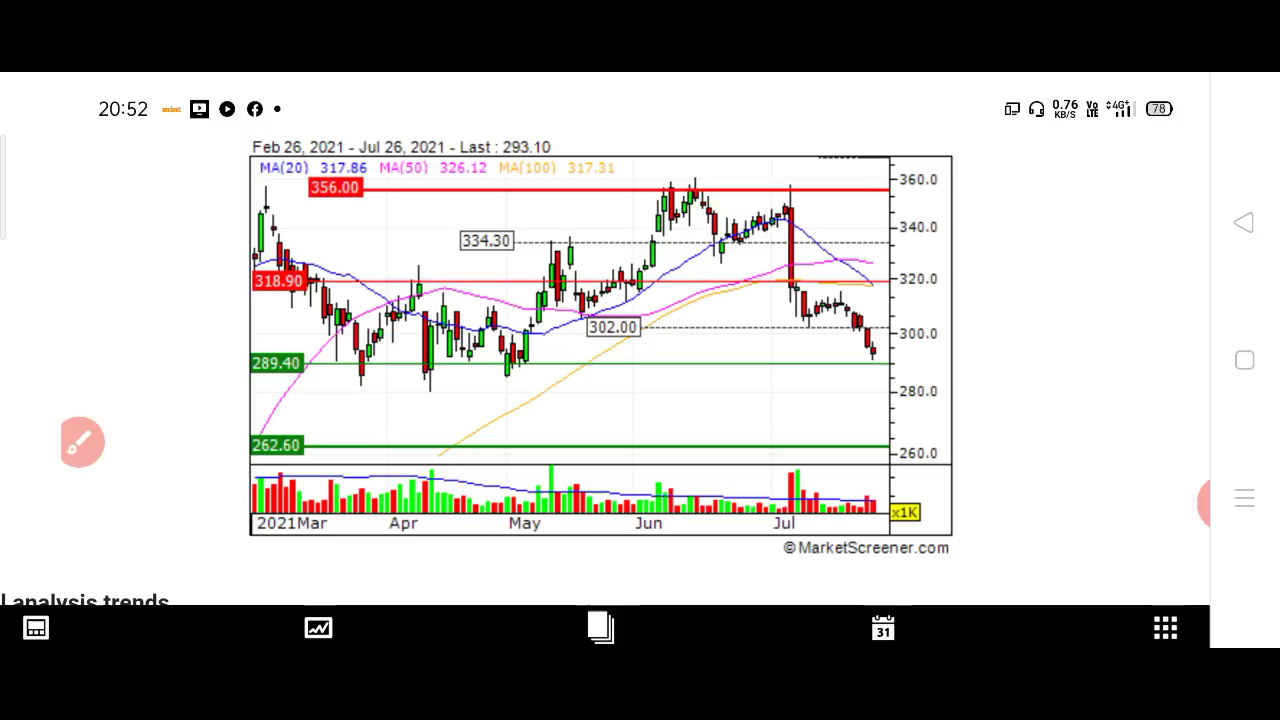 20:52
0.76 KB/S Vo LTE 4G+ 78
Feb 26, 2021 - Jul 26, 2021 - Last : 293.10
MA(20) 317.86 MA(50) 326.12 MA(100) 317.31
356.00
360.0
340.0
334.30
318.90
320.0
302.00
300.0
289.40
280.0
262.60
260.0
x1K
2021Mar Apr May Jun Jul
©MarketScreener.com
31